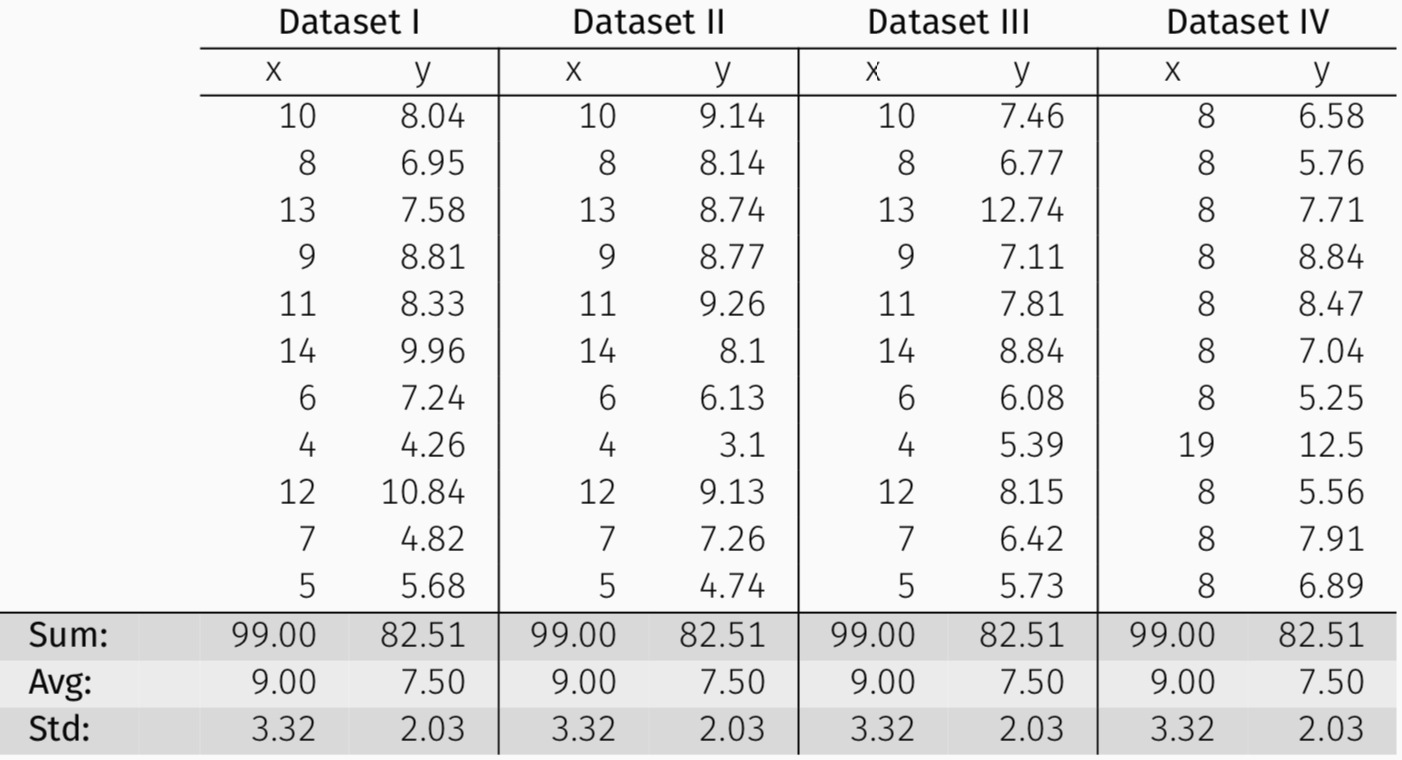 Dataset I Dataset II Dataset III Dataset IV
x y x y x y x y
10 8.04 10 9.14 10 7.46 8 6.58
8 6.95 8 8.14 8 6.77 8 5.76
13 7.58 13 8.74 13 12.74 8 7.71
9 8.81 9 8.77 9 7.11 8 8.84
11 8.33 11 9.26 11 7.81 8 8.47
14 9.96 14 8.1 14 8.84 8 7.04
6 7.24 6 6.13 6 6.08 8 5.25
4 4.26 4 3.1 4 5.39 19 12.5
12 10.84 12 9.13 12 8.15 8 5.56
7 4.82 7 7.26 7 6.42 8 7.91
5 5.68 5 4.74 5 5.73 8 6.89
Sum: 99.00 82.51 99.00 82.51 99.00 82.51 99.00 82.51
Avg: 9.00 7.50 9.00 7.50 9.00 7.50 9.00 7.50
Std: 3.32 2.03 3.32 2.03 3.32 2.03 3.32 2.03